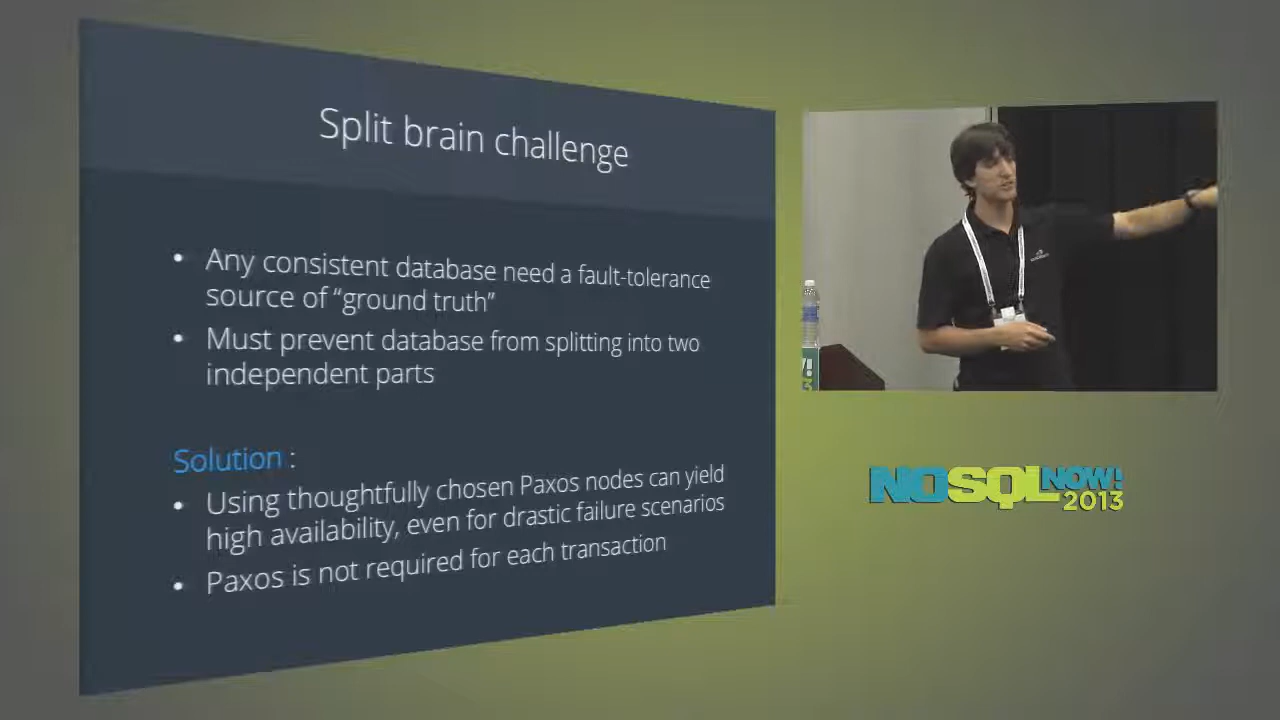 Split brain challenge
• Any consistent database need a fault-tolerance
source of “ground truth”
• Must prevent database from splitting into two
independent parts
Solution :
• Using thoughtfully chosen Paxos nodes can yield
high availability, even for drastic failure scenarios
• Paxos is not required for each transaction
NOSQL NOW!
2013